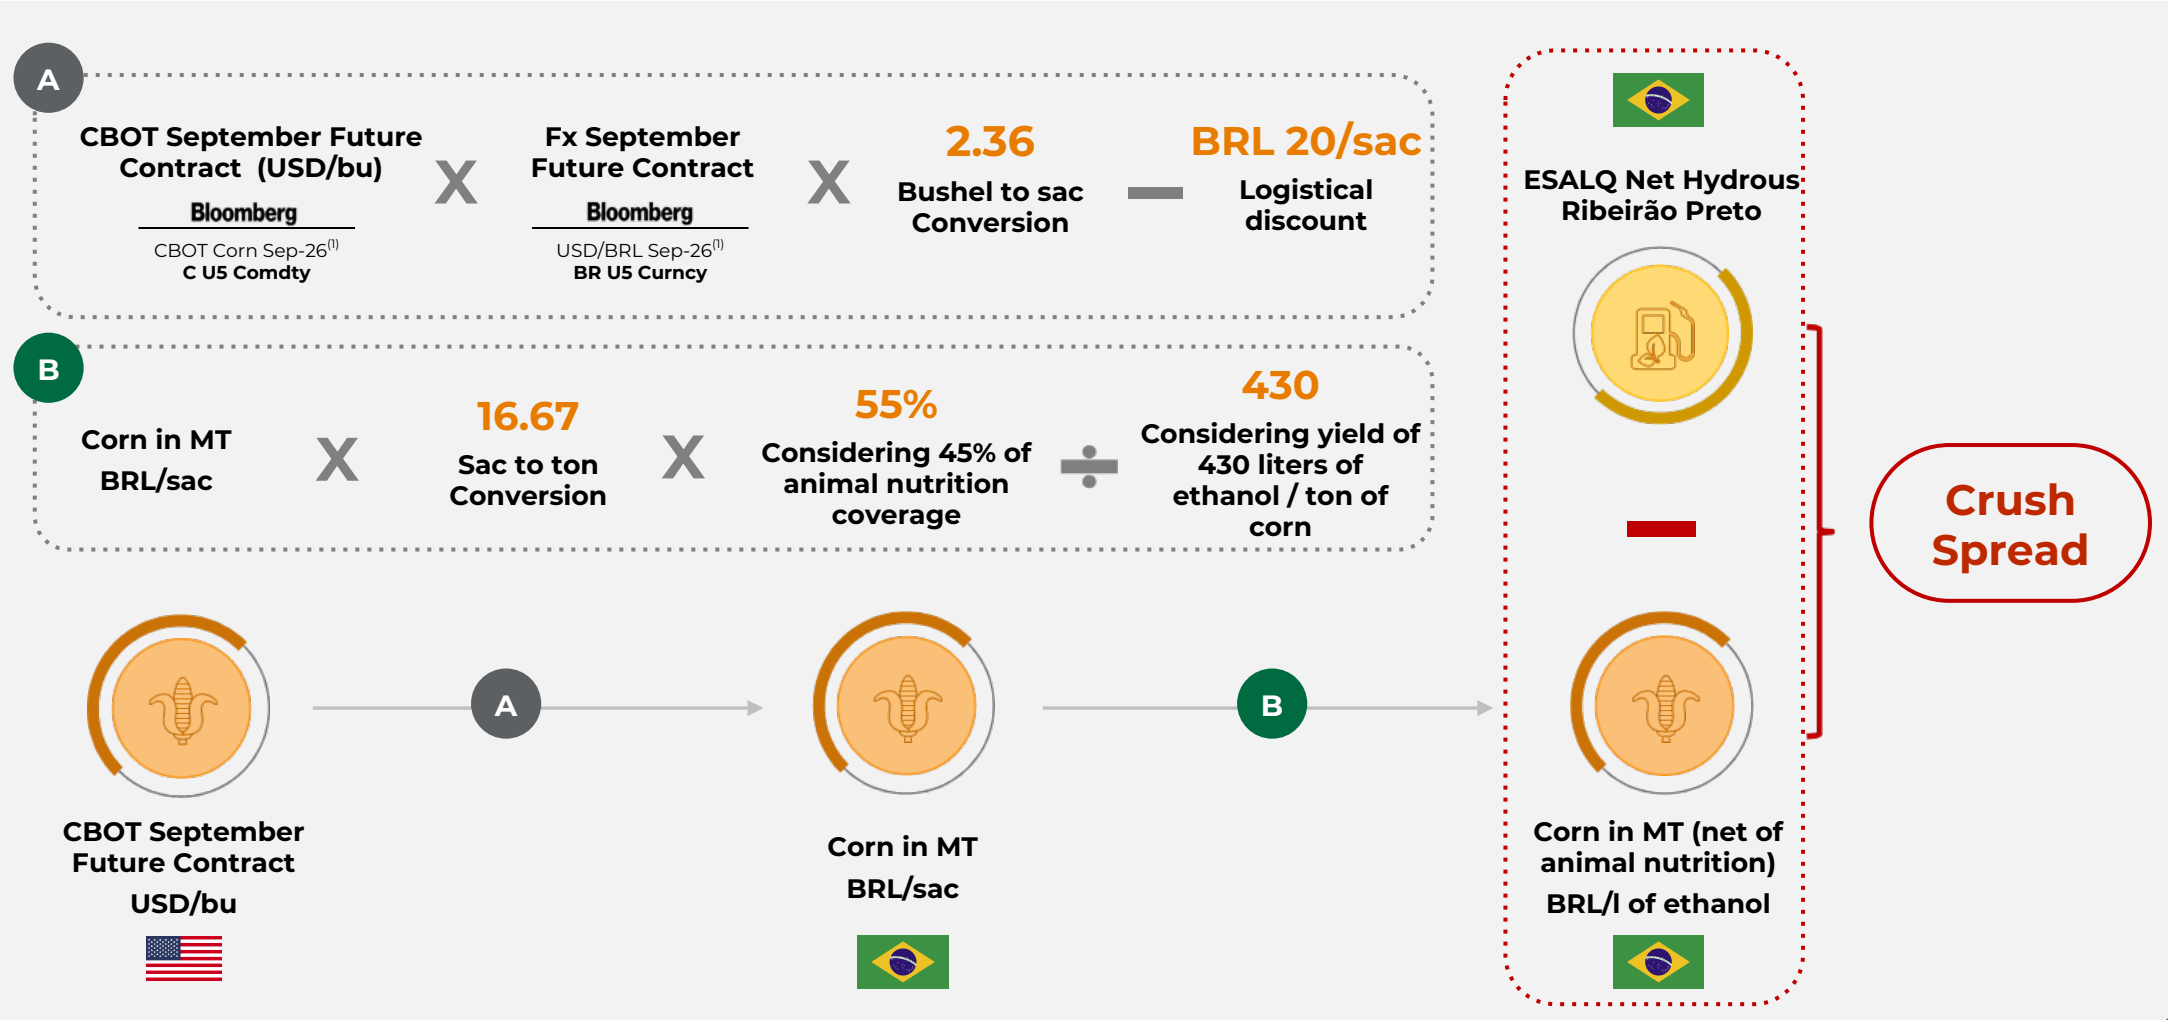 A
CBOT September Future
Contract (USD/bu)
Bloomberg
CBOT Corn Sep-26(1)
C U5 Comdty
X
Fx September
Future Contract
Bloomberg
USD/BRL Sep-26(1)
BR U5 Curncy
X
2.36
Bushel to sac
Conversion
BRL 20/sac
Logistical
discount
B
Corn in MT
BRL/sac
X
16.67
Sac to ton
Conversion
X
55%
Considering 45% of
animal nutrition
coverage
÷
430
Considering yield of
430 liters of
ethanol / ton of
corn
ESALQ Net Hydrous
Ribeirão Preto
Crush
Spread
CBOT September
Future Contract
USD/bu
A
Corn in MT
BRL/sac
B
Corn in MT (net of
animal nutrition)
BRL/l of ethanol